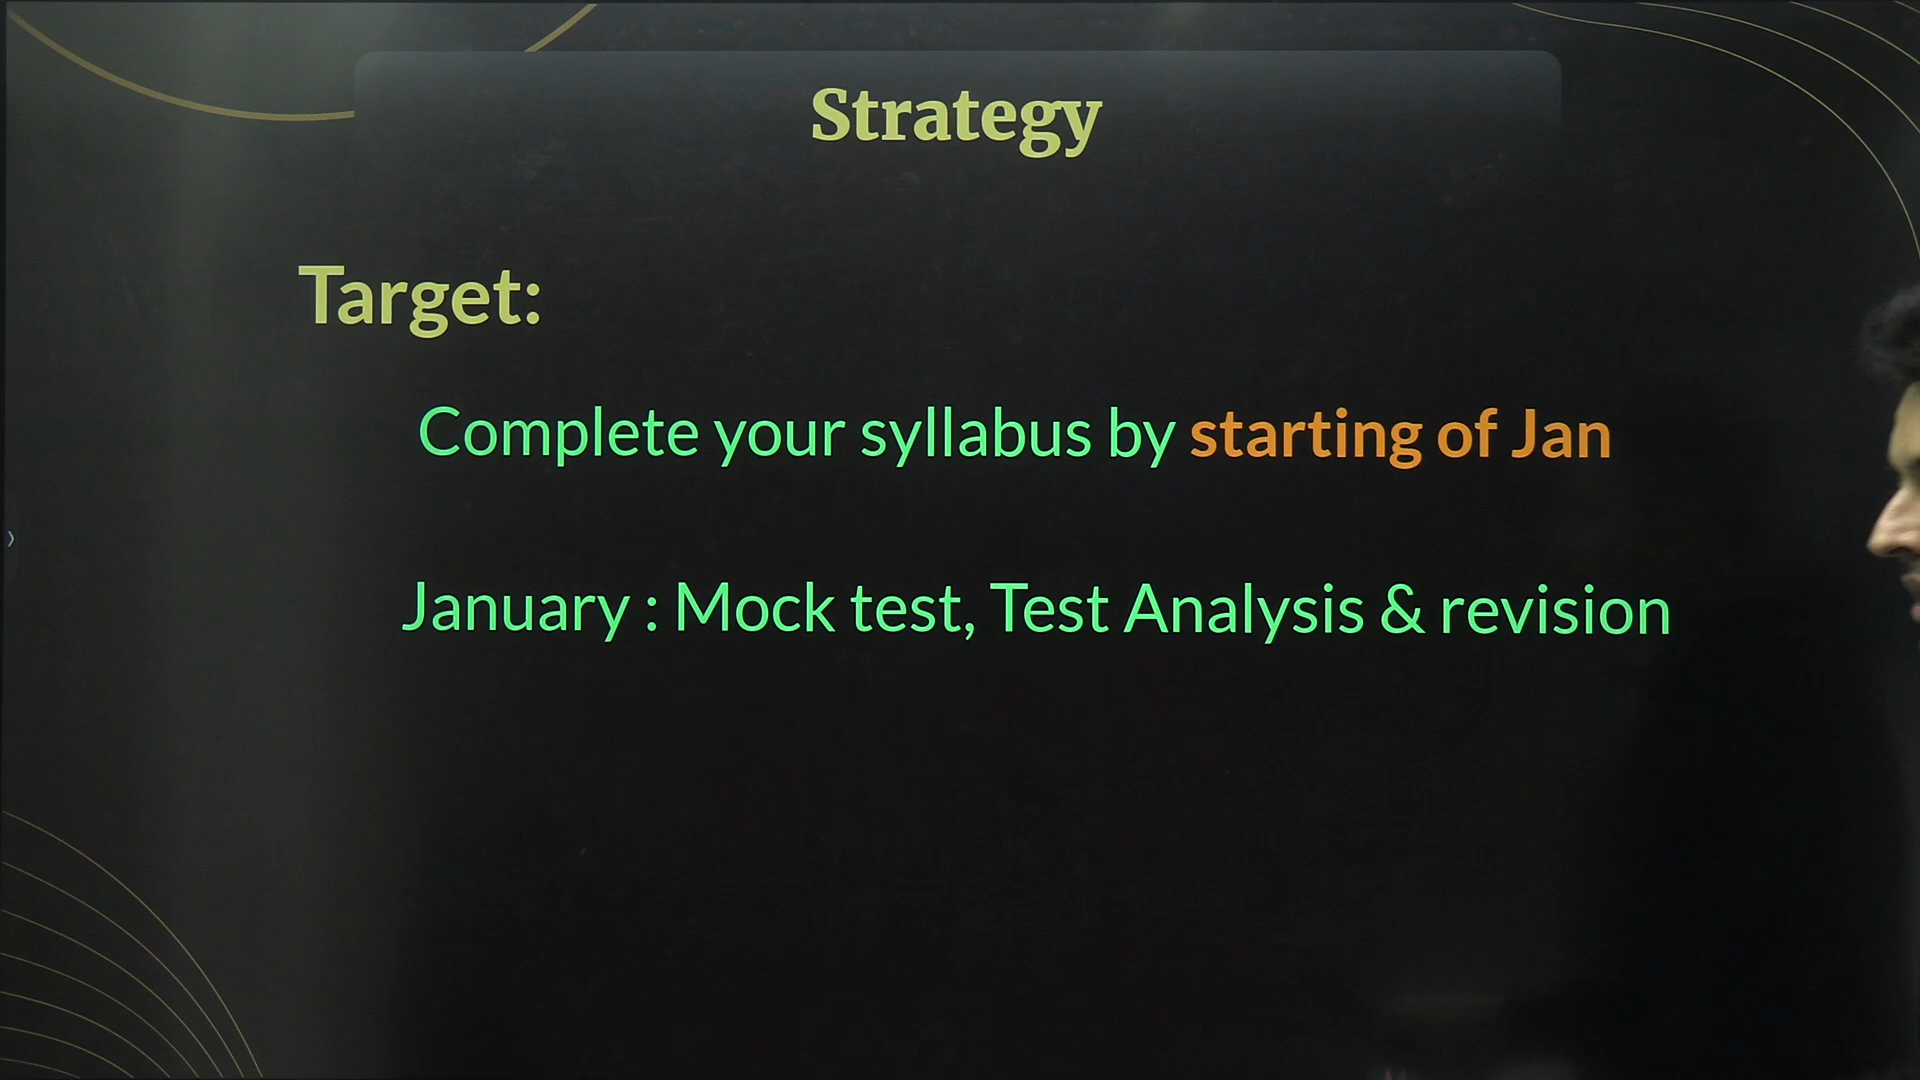 Strategy
Target:
Complete your syllabus by starting of Jan
January : Mock test, Test Analysis & revision